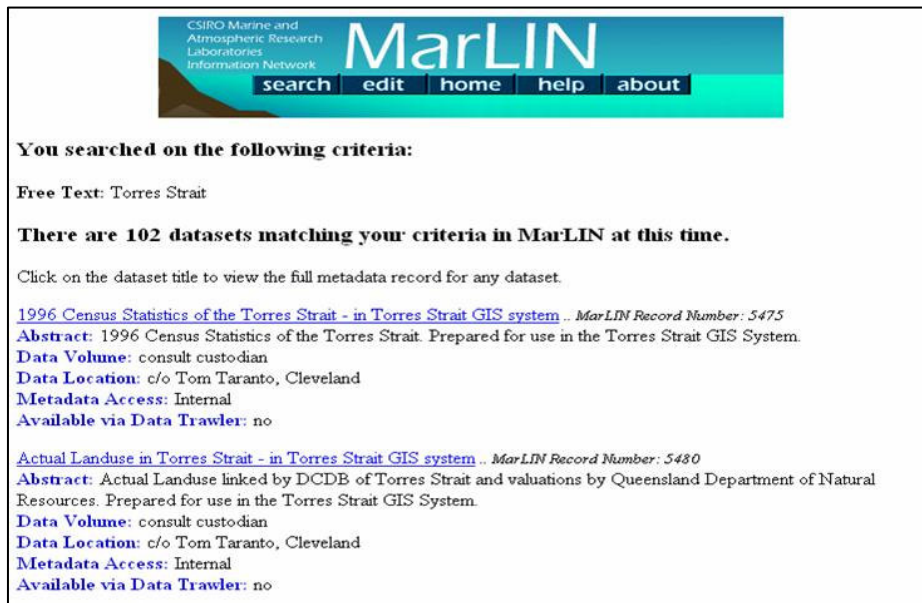 CSIRO Marine and
Atmospheric Research
Laboratories
Information Network
MarLIN
search edit home help about
You searched on the following criteria:
Free Text: Torres Strait
There are 102 datasets matching your criteria in MarLIN at this time.
Click on the dataset title to view the full metadata record for any dataset.
1996 Census Statistics of the Torres Strait - in Torres Strait GIS system .. MarLIN Record Number: 5475
Abstract: 1996 Census Statistics of the Torres Strait. Prepared for use in the Torres Strait GIS System.
Data Volume: consult custodian
Data Location: c/o Tom Taranto, Cleveland
Metadata Access: Internal
Available via Data Trawler: no
Actual Landuse in Torres Strait - in Torres Strait GIS system .. MarLIN Record Number: 5480
Abstract: Actual Landuse linked by DCDB of Torres Strait and valuations by Queensland Department of Natural
Resources. Prepared for use in the Torres Strait GIS System.
Data Volume: consult custodian
Data Location: c/o Tom Taranto, Cleveland
Metadata Access: Internal
Available via Data Trawler: no